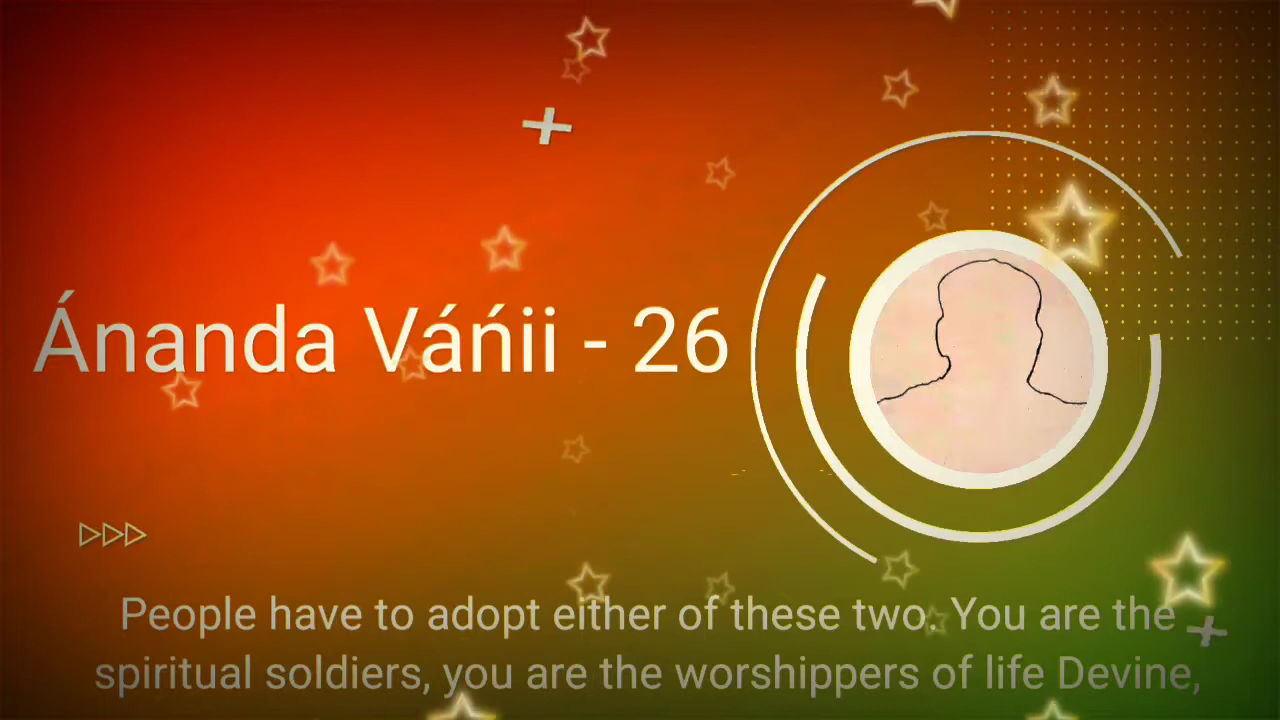 Ánanda Váńii - 26
People have to adopt either of these two. You are the
spiritual soldiers, you are the worshippers of life Devine,